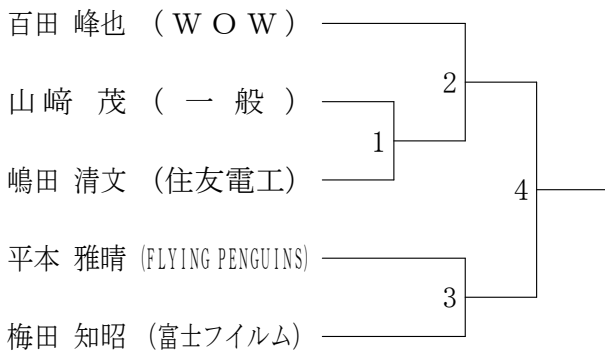 百田 峰也 (ＷＯＷ)
2
山﨑 茂 (一般)
1
嶋田 清文 (住友電工)
4
平本 雅晴 (FLYING PENGUINS)
3
梅田 知昭 (富士フイルム)